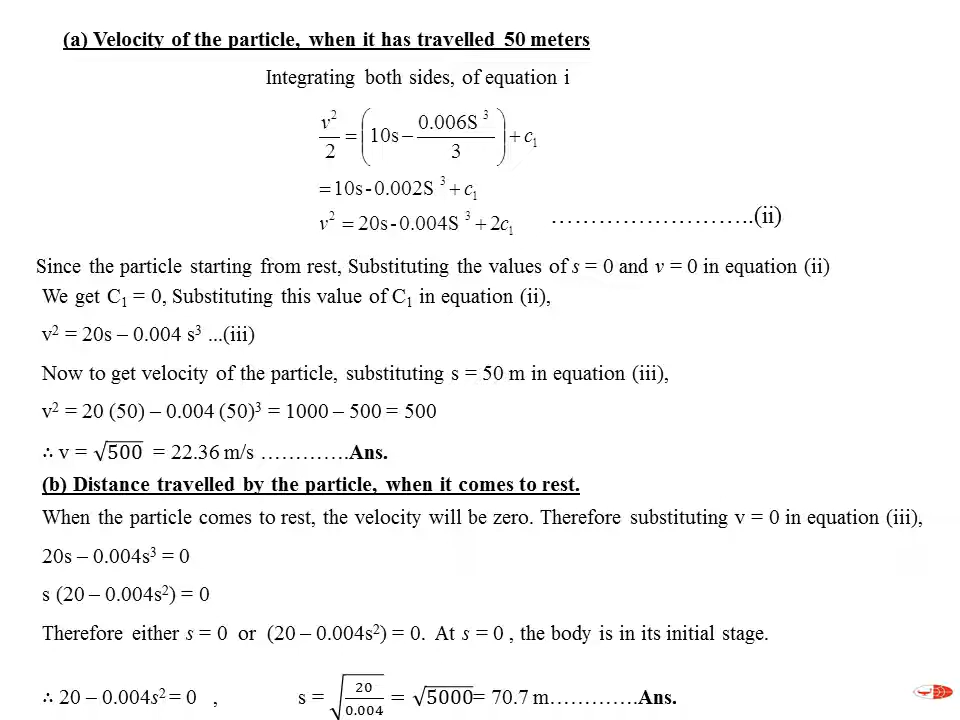 (a) Velocity of the particle, when it has travelled 50 meters
Integrating both sides, of equation i
v²/2 = (10s − 0.006S³/3) + c₁
= 10s - 0.002S³ + c₁
v² = 20s - 0.004S³ + 2c₁ ……………………..(ii)
Since the particle starting from rest, Substituting the values of s = 0 and v = 0 in equation (ii)
We get C₁ = 0, Substituting this value of C₁ in equation (ii),
v² = 20s – 0.004 s³ ...(iii)
Now to get velocity of the particle, substituting s = 50 m in equation (iii),
v² = 20 (50) – 0.004 (50)³ = 1000 – 500 = 500
∴ v = √500 = 22.36 m/s ………….Ans.
(b) Distance travelled by the particle, when it comes to rest.
When the particle comes to rest, the velocity will be zero. Therefore substituting v = 0 in equation (iii),
20s – 0.004s³ = 0
s (20 – 0.004s²) = 0
Therefore either s = 0 or (20 – 0.004s²) = 0. At s = 0 , the body is in its initial stage.
∴ 20 – 0.004s² = 0 , s = √(20/0.004) = √5000 = 70.7 m………….Ans.